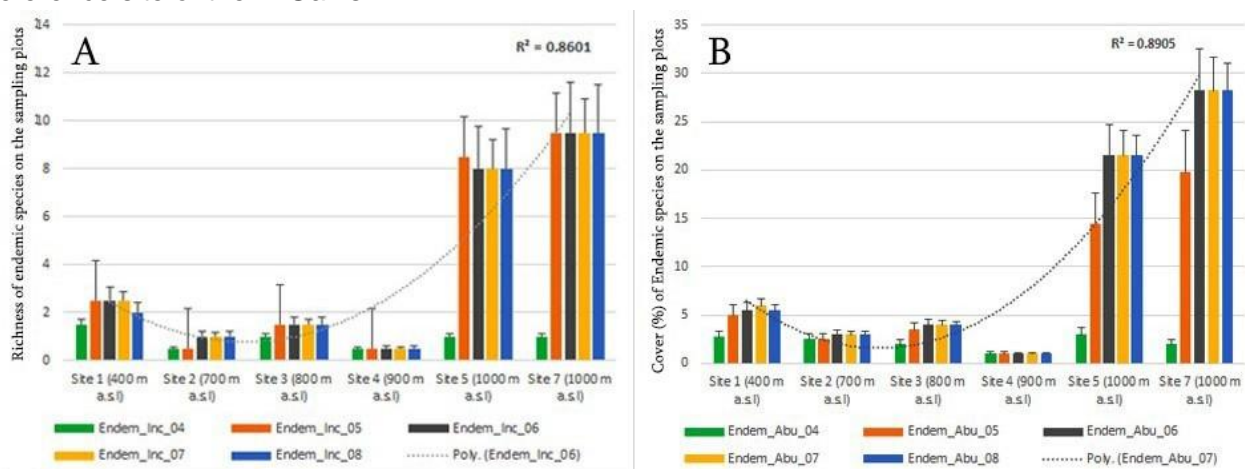 A
R² = 0.8601
Richness of endemic species on the sampling plots
14
12
10
8
6
4
2
0
Site 1 (400 m a.s.l)
Site 2 (700 m a.s.l)
Site 3 (800 m a.s.l)
Site 4 (900 m a.s.l)
Site 5 (1000 m a.s.l)
Site 7 (1000 m a.s.l)
Endem_Inc_04
Endem_Inc_05
Endem_Inc_06
Endem_Inc_07
Endem_Inc_08
Poly. (Endem_Inc_06)
B
R² = 0.8905
Cover (%) of Endemic species on the sampling plots
35
30
25
20
15
10
5
0
Site 1 (400 m a.s.l)
Site 2 (700 m a.s.l)
Site 3 (800 m a.s.l)
Site 4 (900 m a.s.l)
Site 5 (1000 m a.s.l)
Site 7 (1000 m a.s.l)
Endem_Abu_04
Endem_Abu_05
Endem_Abu_06
Endem_Abu_07
Endem_Abu_08
Poly. (Endem_Abu_07)